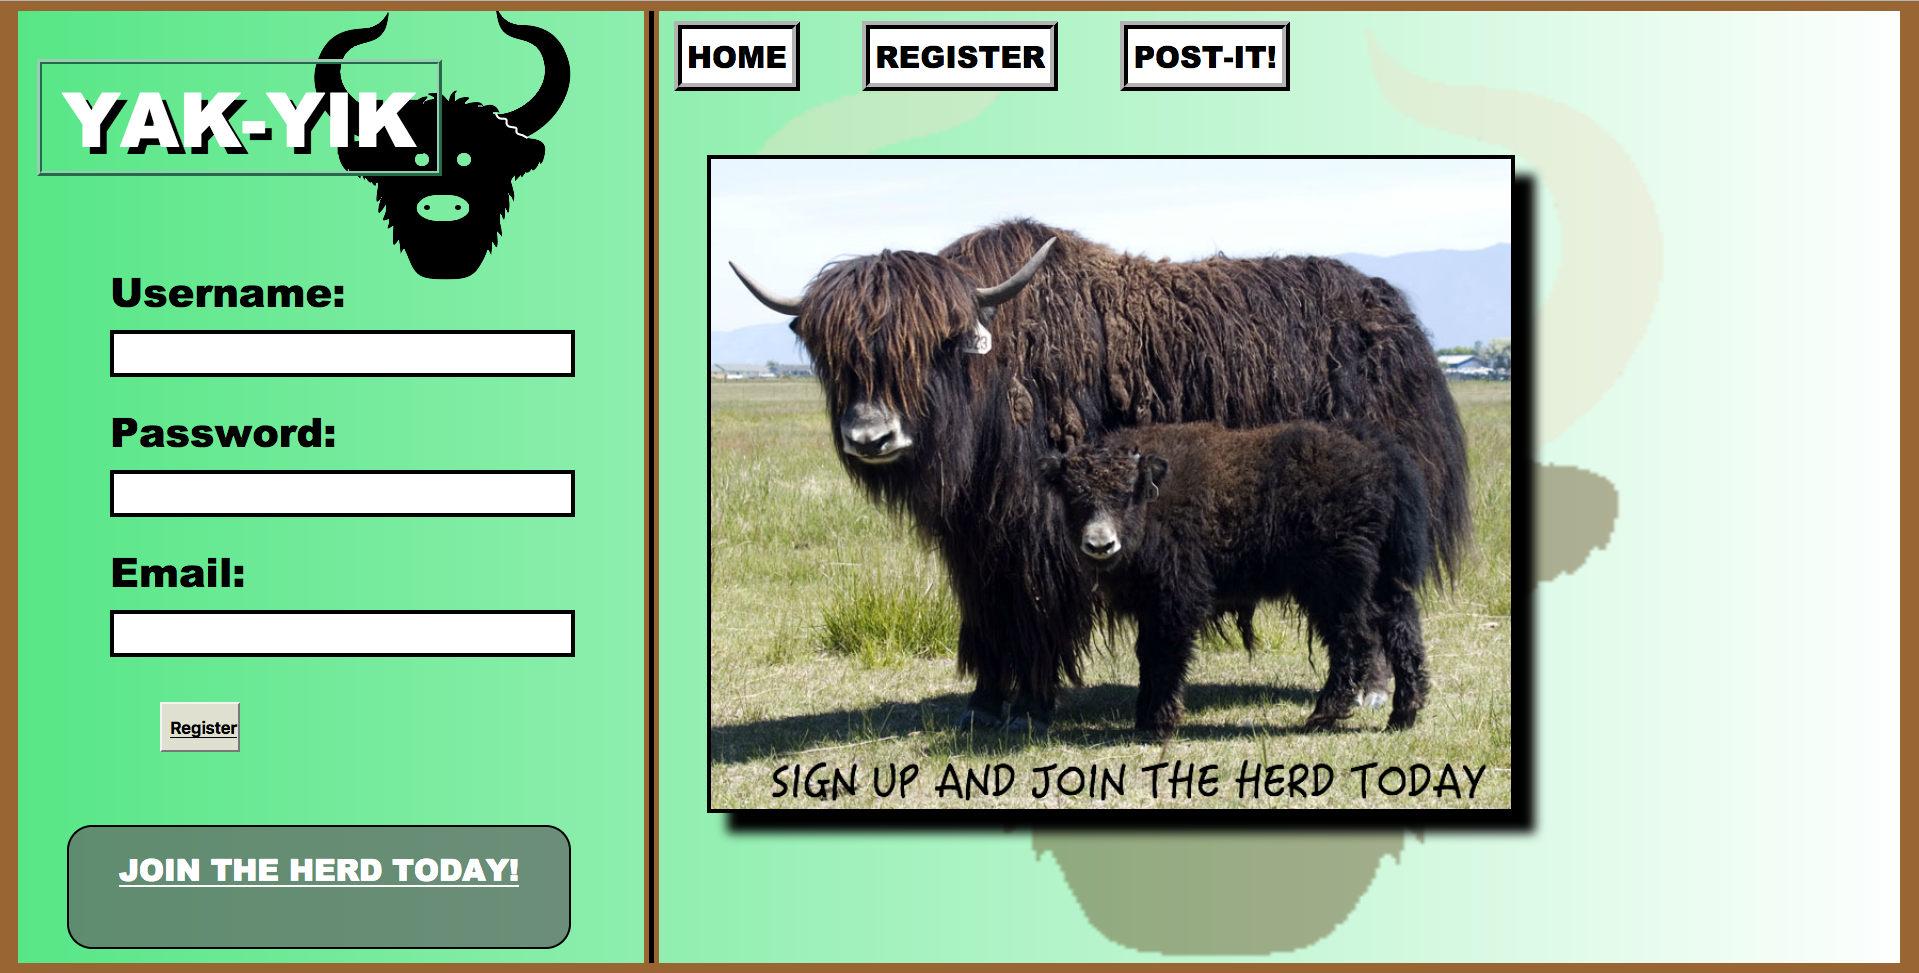 YAK-YIK
Username:
Password:
Email:
Register
JOIN THE HERD TODAY!
HOME
REGISTER
POST-IT!
SIGN UP AND JOIN THE HERD TODAY